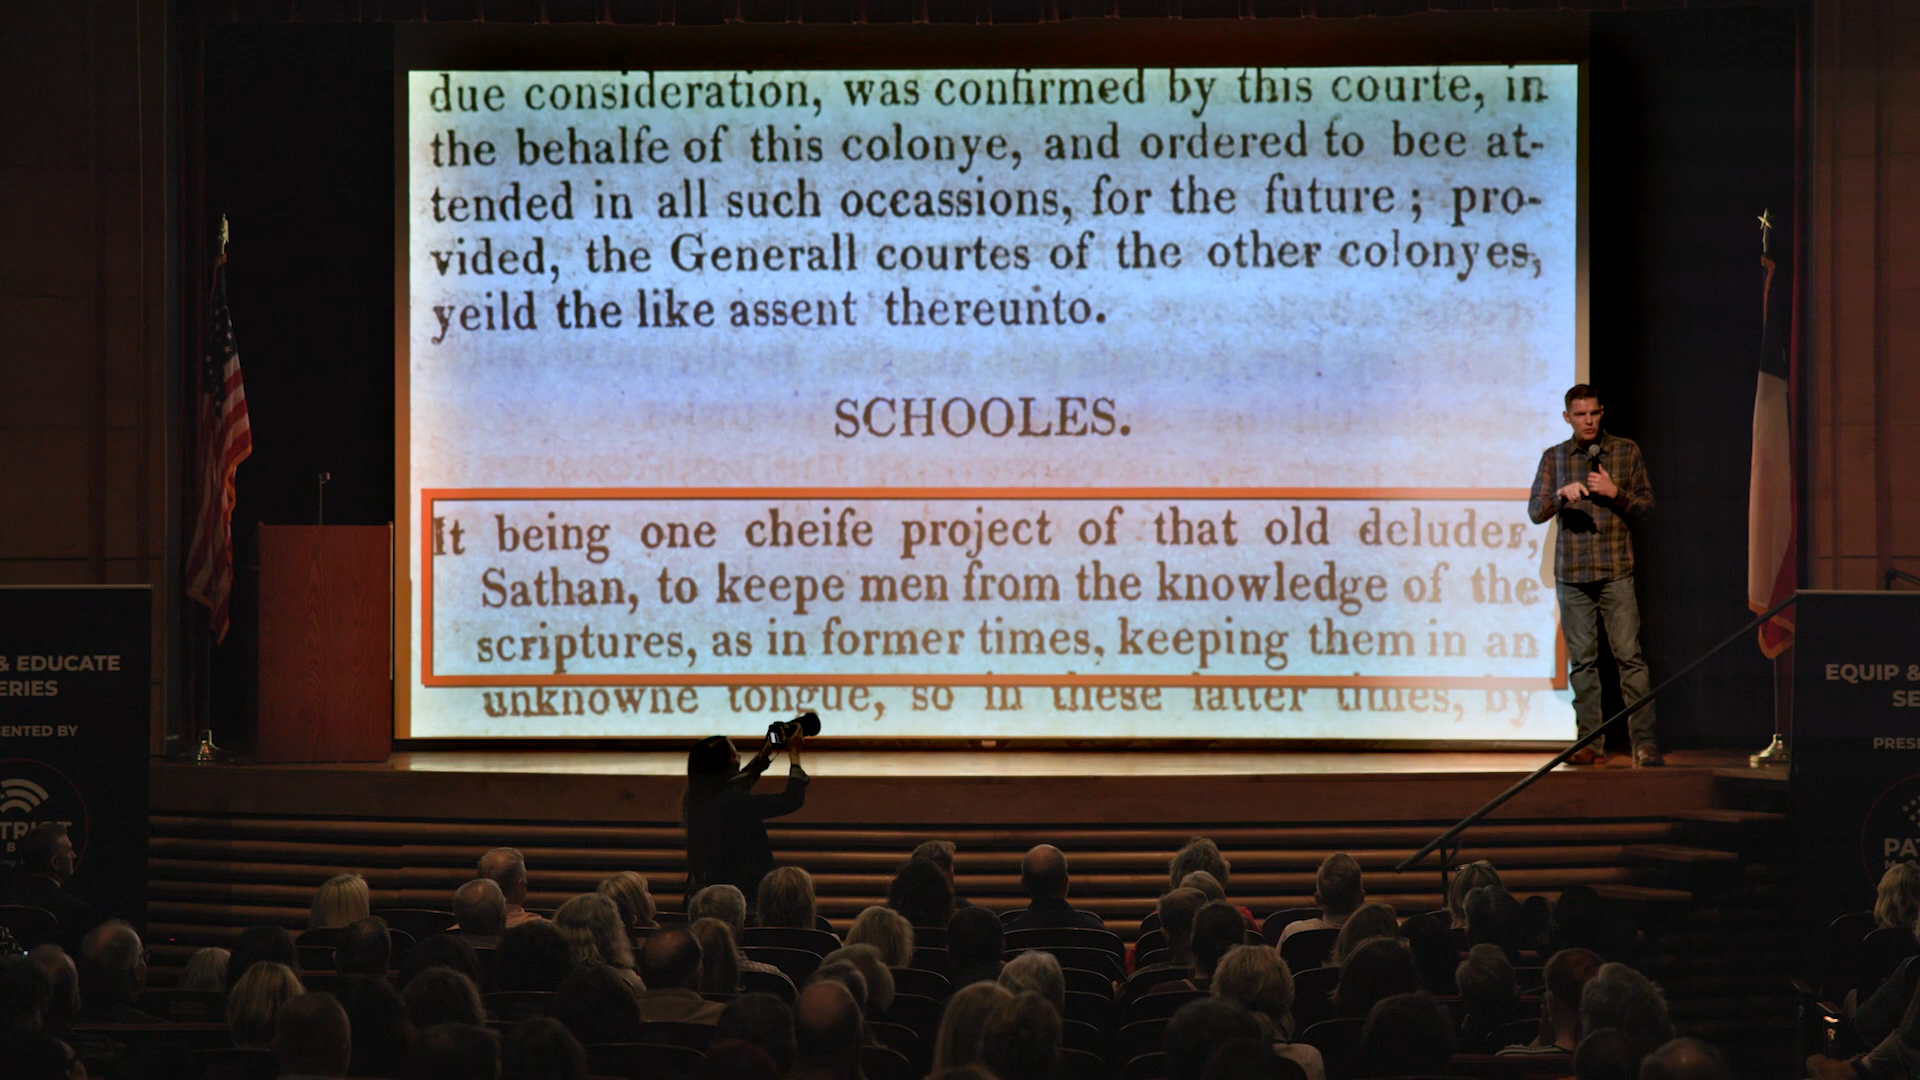 due consideration, was confirmed by this courte, in
the behalfe of this colonye, and ordered to bee at-
tended in all such occassions, for the future ; pro-
vided, the Generall courtes of the other colonyes,
yeild the like assent thereunto.
SCHOOLES.
It being one cheife project of that old deluder,
Sathan, to keepe men from the knowledge of the
scriptures, as in former times, keeping them in an
unknowne tongue, so in these latter times, by
& EDUCATE
ERIES
SENTED BY
TRIOT
EQUIP &
SE
PRESE
PAT